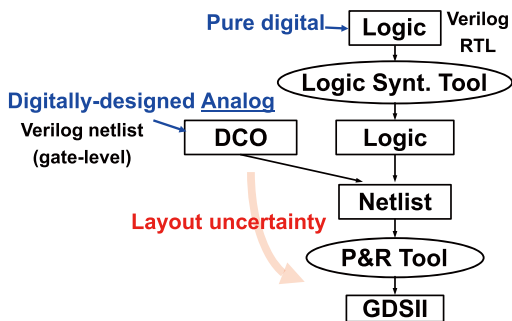 Pure digital
Logic
Verilog
RTL
Logic Synt. Tool
Digitally-designed Analog
Verilog netlist
(gate-level)
DCO
Logic
Netlist
Layout uncertainty
P&R Tool
GDSII